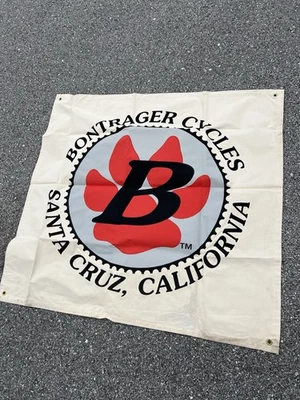 BONTRAGER CYCLES
B
TM
SANTA CRUZ, CALIFORNIA